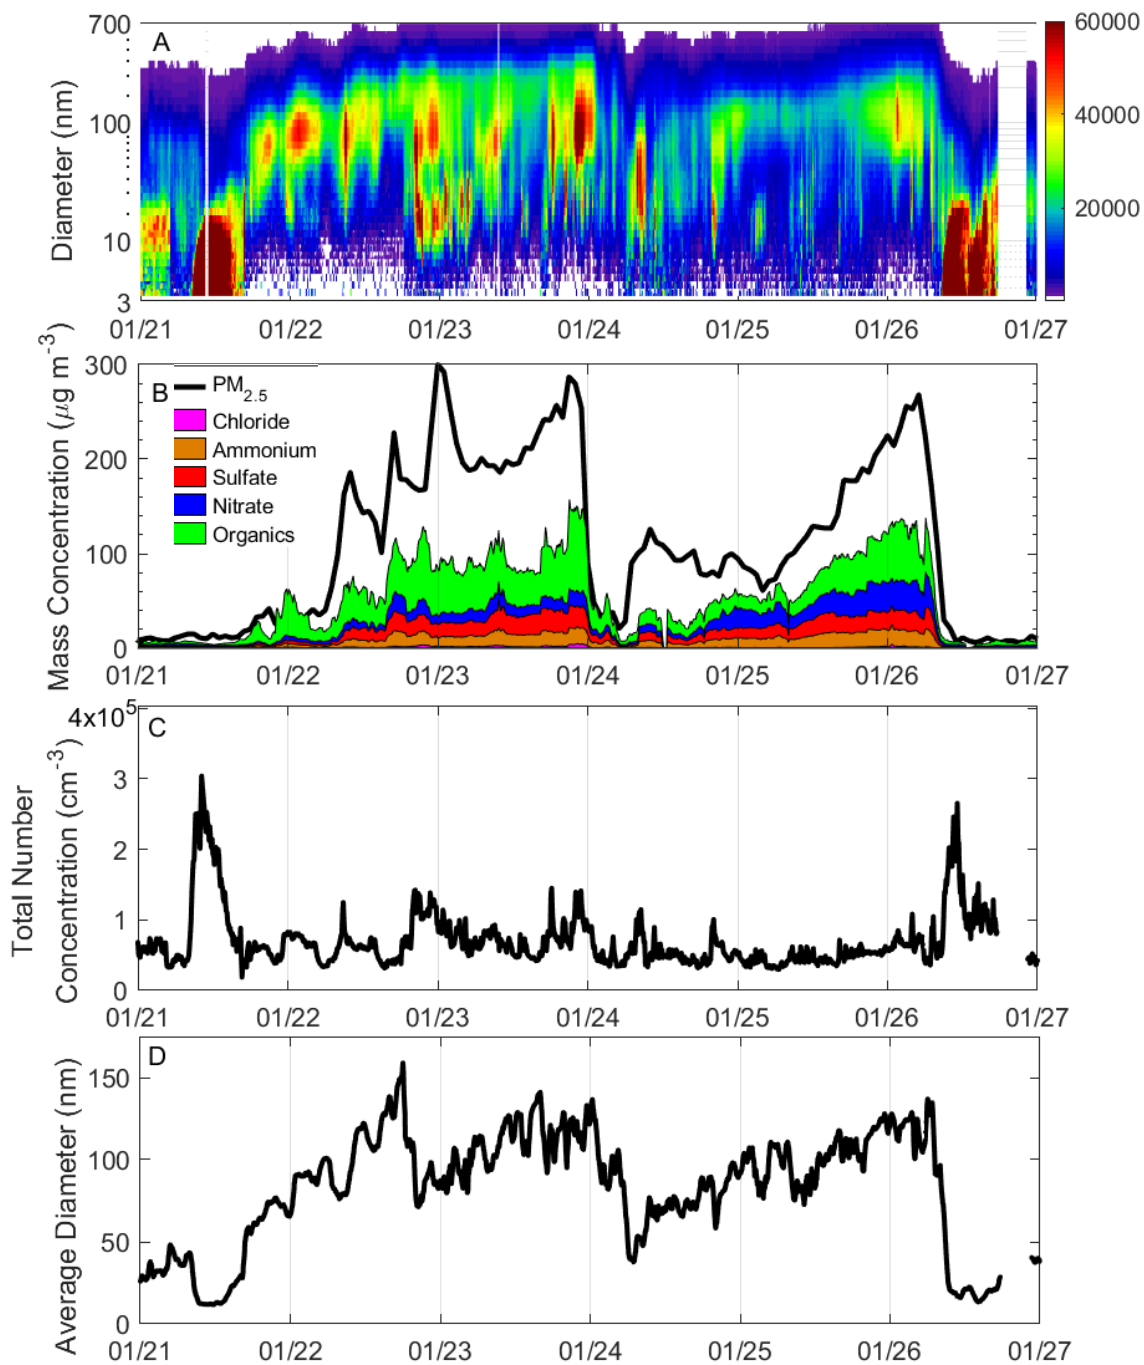 A
700
100
10
3
Diameter (nm)
60000
40000
20000
01/21 01/22 01/23 01/24 01/25 01/26 01/27
B
300
200
100
0
Mass Concentration (μg m⁻³)
PM₂.₅
Chloride
Ammonium
Sulfate
Nitrate
Organics
01/21 01/22 01/23 01/24 01/25 01/26 01/27
C
4x10⁵
3
2
1
0
Total Number
Concentration (cm⁻³)
01/21 01/22 01/23 01/24 01/25 01/26 01/27
D
150
100
50
0
Average Diameter (nm)
01/21 01/22 01/23 01/24 01/25 01/26 01/27